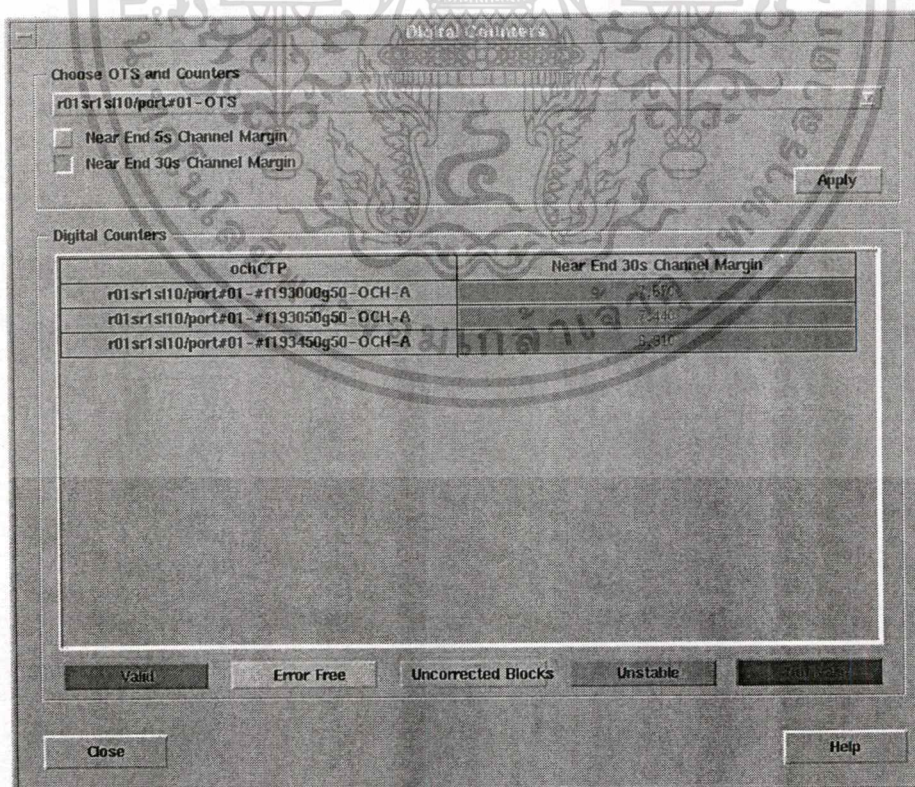 Digital Counters
Choose OTS and Counters
r01sr1sl10/port#01-OTS
Near End 5s Channel Margin
Near End 30s Channel Margin
Apply
Digital Counters
ochCTP Near End 30s Channel Margin
r01sr1sl10/port#01-#f193000g50-OCH-A
r01sr1sl10/port#01-#f193050g50-OCH-A
r01sr1sl10/port#01-#f193450g50-OCH-A
Valid Error Free Uncorrected Blocks Unstable
Close Help